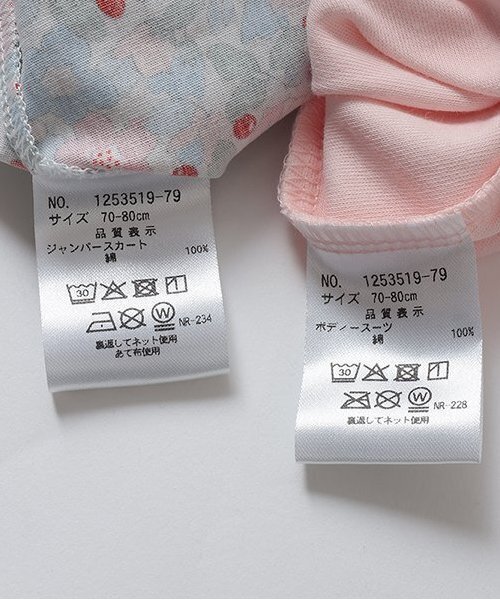 NO. 1253519-79
サイズ 70-80cm
品質表示
ジャンパースカート
綿 100%
30
W NR-234
裏返してネット使用
あて布使用
NO. 1253519-79
サイズ 70-80cm
品質表示
ボディースーツ
綿 100%
30
W NR-228
裏返してネット使用